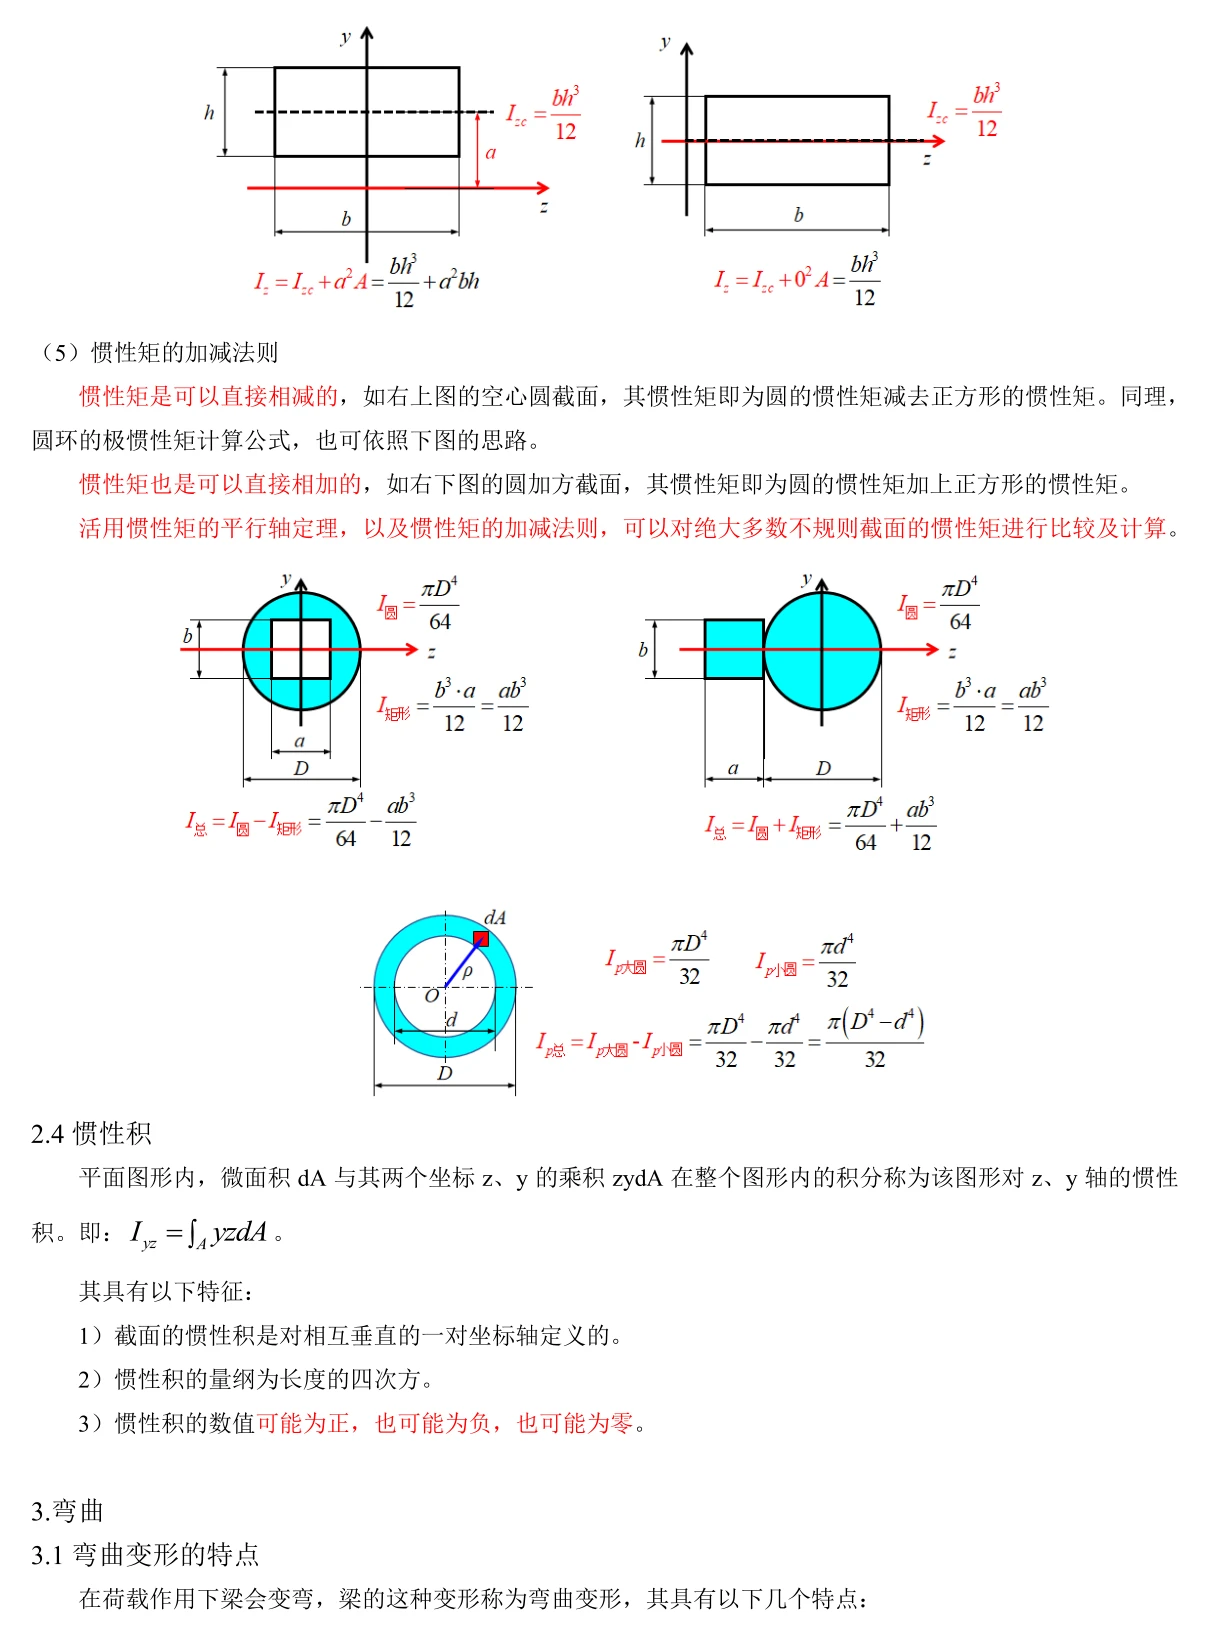 y
h
I_zc = bh³/12
a
z
b
I_z = I_zc + a²A = bh³/12 + a²bh
y
h
I_zc = bh³/12
z
b
I_z = I_zc + 0²A = bh³/12
（5）惯性矩的加减法则
惯性矩是可以直接相减的，如右上图的空心圆截面，其惯性矩即为圆的惯性矩减去正方形的惯性矩。同理，
圆环的极惯性矩计算公式，也可依照下图的思路。
惯性矩也是可以直接相加的，如右下图的圆加方截面，其惯性矩即为圆的惯性矩加上正方形的惯性矩。
活用惯性矩的平行轴定理，以及惯性矩的加减法则，可以对绝大多数不规则截面的惯性矩进行比较及计算。
y
I圆 = πD⁴/64
b
z
I矩形 = b³·a/12 = ab³/12
a
D
I总 = I圆 − I矩形 = πD⁴/64 − ab³/12
y
I圆 = πD⁴/64
b
z
I矩形 = b³·a/12 = ab³/12
a
D
I总 = I圆 + I矩形 = πD⁴/64 + ab³/12
dA
ρ
O
d
D
I_p大圆 = πD⁴/32
I_p小圆 = πd⁴/32
I_p总 = I_p大圆 - I_p小圆 = πD⁴/32 − πd⁴/32 = π(D⁴−d⁴)/32
2.4 惯性积
平面图形内，微面积 dA 与其两个坐标 z、y 的乘积 zydA 在整个图形内的积分称为该图形对 z、y 轴的惯性
积。即：I_yz = ∫_A yzdA。
其具有以下特征：
1）截面的惯性积是对相互垂直的一对坐标轴定义的。
2）惯性积的量纲为长度的四次方。
3）惯性积的数值可能为正，也可能为负，也可能为零。
3.弯曲
3.1 弯曲变形的特点
在荷载作用下梁会变弯，梁的这种变形称为弯曲变形，其具有以下几个特点：